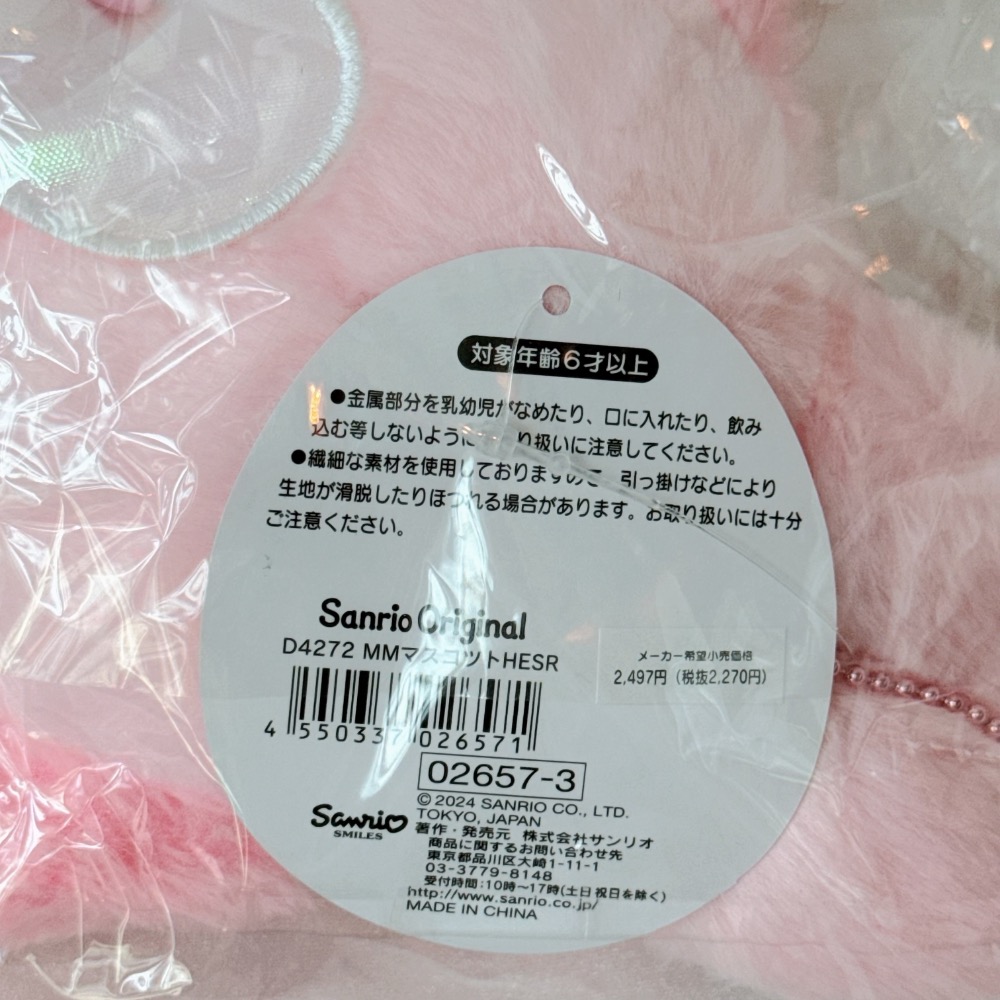 対象年齢6才以上
●金属部分を乳幼児がなめたり、口に入れたり、飲み
込む等しないように り扱いに注意してください。
●繊細な素材を使用しておりますので 引っ掛けなどにより
生地が滑脱したりほつれる場合があります。お取り扱いには十分
ご注意ください。
Sanrio Original
D4272 MMマスコツトHESR
メーカー希望小売価格
2,497円（税抜2,270円）
4 550337 026571
02657-3
© 2024 SANRIO CO., LTD.
TOKYO, JAPAN
Sanrio
SMILES
著作・発売元 株式会社サンリオ
商品に関するお問い合わせ先
東京都品川区大崎1-11-1
03-3779-8148
受付時間：10時〜17時(土日祝日を除く)
http://www.sanrio.co.jp/
MADE IN CHINA